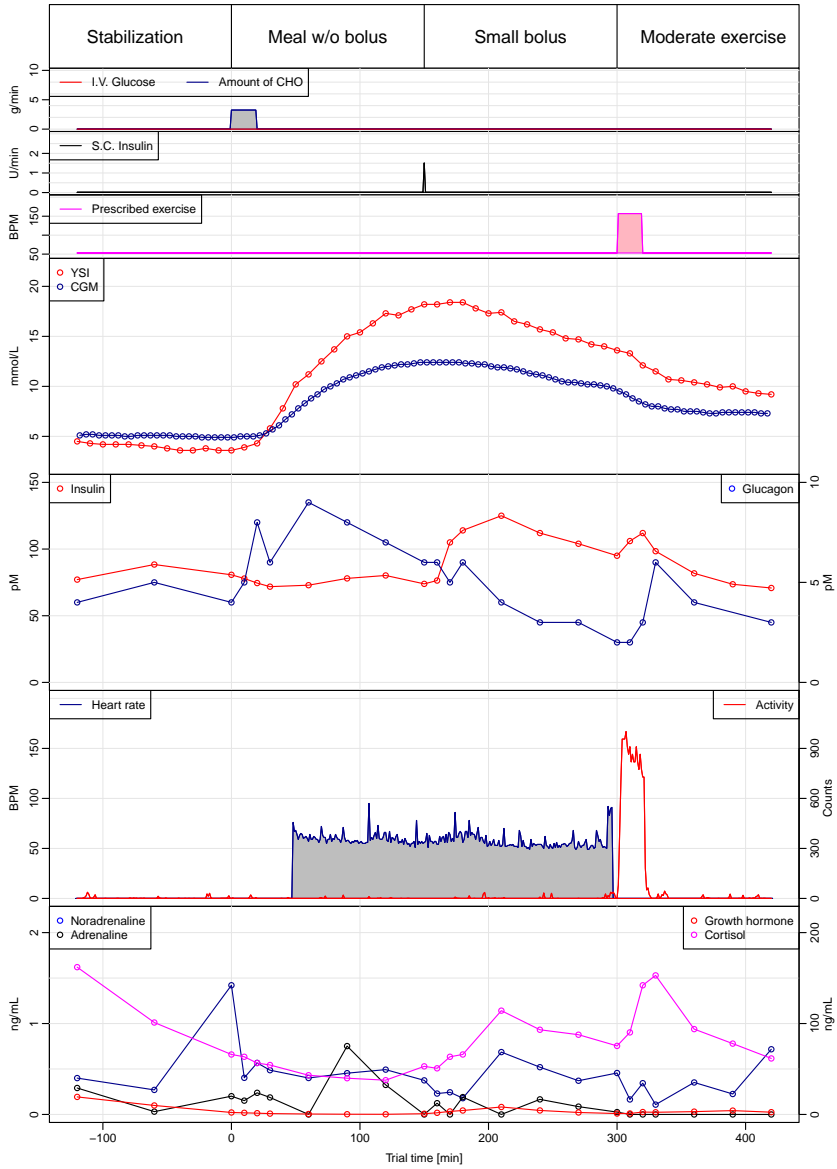 Stabilization Meal w/o bolus Small bolus Moderate exercise
I.V. Glucose Amount of CHO
g/min
0 5 10
S.C. Insulin
U/min
0 1 2
Prescribed exercise
BPM
50 150
YSI
CGM
mmol/L
5 10 15 20
Insulin
Glucagon
pM
0 50 100 150
pM
0 5 10
Heart rate
Activity
BPM
0 50 100 150
Counts
0 300 600 900
Noradrenaline
Adrenaline
Growth hormone
Cortisol
ng/mL
0 1 2
ng/mL
0 100 200
−100 0 100 200 300 400
Trial time [min]